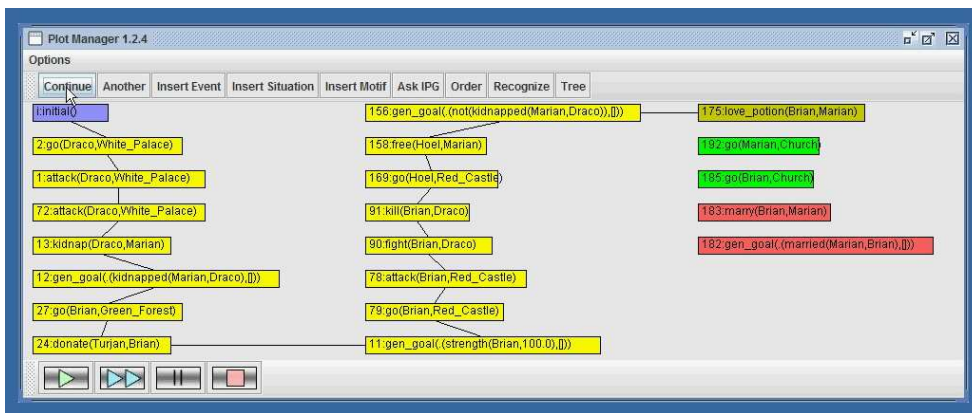 Plot Manager 1.2.4
Options
Continue Another Insert Event Insert Situation Insert Motif Ask IPG Order Recognize Tree
i:initial()
2:go(Draco,White_Palace)
1:attack(Draco,White_Palace)
72:attack(Draco,White_Palace)
13:kidnap(Draco,Marian)
12:gen_goal(.(kidnapped(Marian,Draco),[]))
27:go(Brian,Green_Forest)
24:donate(Turjan,Brian)
156:gen_goal(.(not(kidnapped(Marian,Draco)),[]))
158:free(Hoel,Marian)
169:go(Hoel,Red_Castle)
91:kill(Brian,Draco)
90:fight(Brian,Draco)
78:attack(Brian,Red_Castle)
79:go(Brian,Red_Castle)
11:gen_goal(.(strength(Brian,100.0),[]))
175:love_potion(Brian,Marian)
192:go(Marian,Church)
185:go(Brian,Church)
183:marry(Brian,Marian)
182:gen_goal(.(married(Marian,Brian),[]))